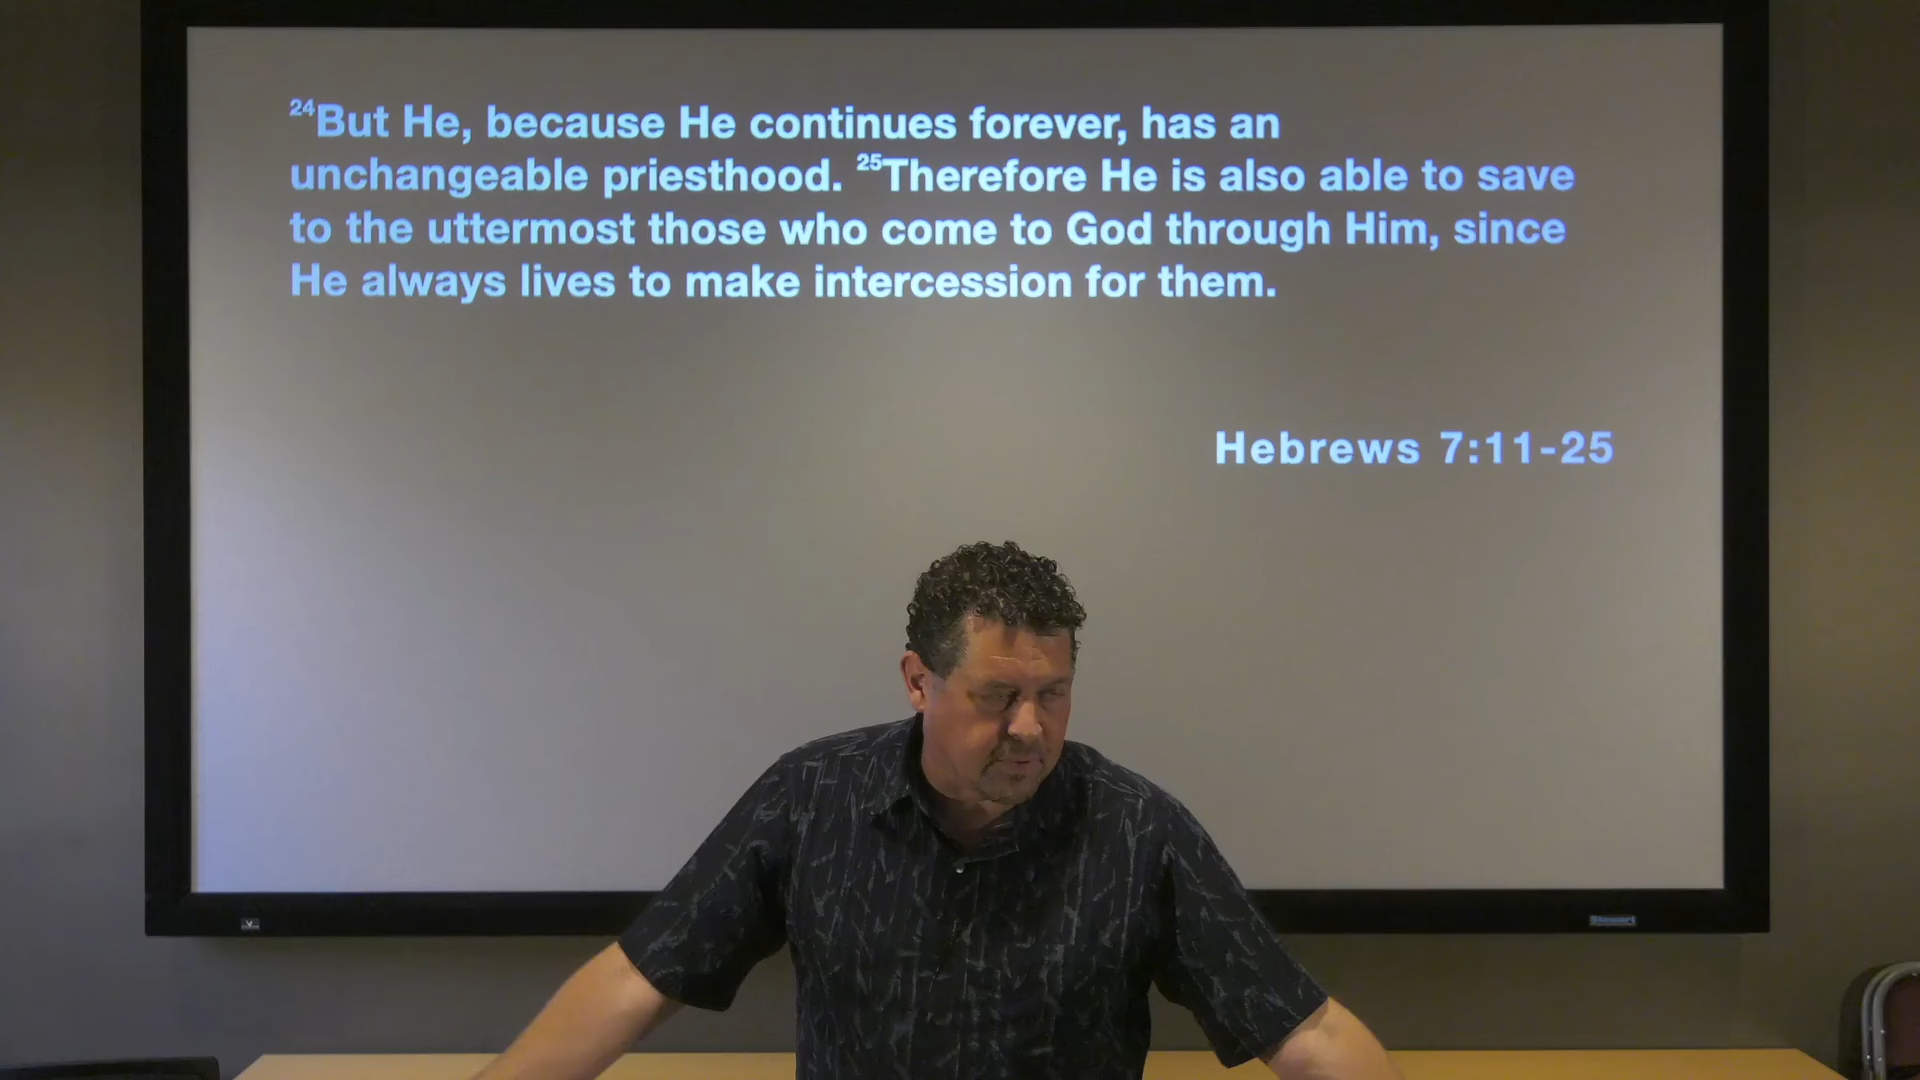 24But He, because He continues forever, has an
unchangeable priesthood. 25Therefore He is also able to save
to the uttermost those who come to God through Him, since
He always lives to make intercession for them.
Hebrews 7:11-25
Stewart